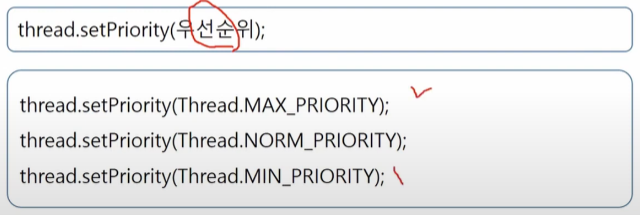 thread.setPriority(우선순위);
thread.setPriority(Thread.MAX_PRIORITY);
thread.setPriority(Thread.NORM_PRIORITY);
thread.setPriority(Thread.MIN_PRIORITY);